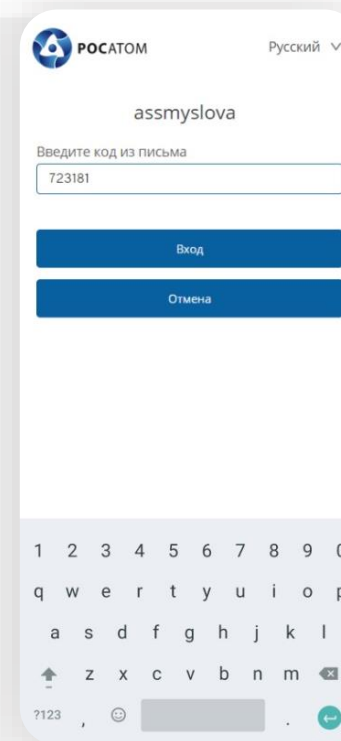 РОСАТОМ
Русский
assmyslova
Введите код из письма
723181
Вход
Отмена
1 2 3 4 5 6 7 8 9 0
q w e r t y u i o p
a s d f g h j k l
z x c v b n m
?123 , .